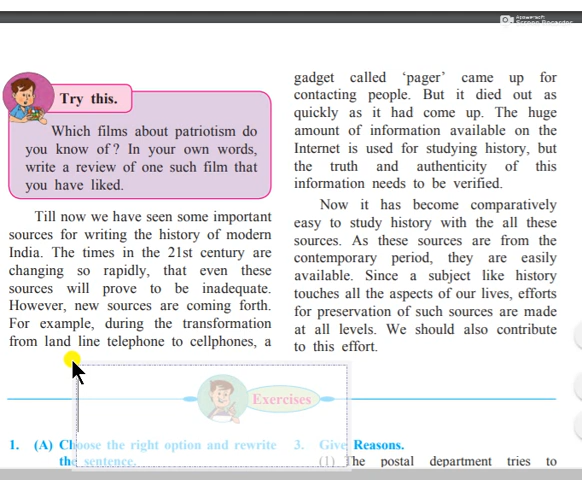 Apowersoft
Screen Recorder
Try this.
Which films about patriotism do
you know of? In your own words,
write a review of one such film that
you have liked.
Till now we have seen some important
sources for writing the history of modern
India. The times in the 21st century are
changing so rapidly, that even these
sources will prove to be inadequate.
However, new sources are coming forth.
For example, during the transformation
from land line telephone to cellphones, a
gadget called ‘pager’ came up for
contacting people. But it died out as
quickly as it had come up. The huge
amount of information available on the
Internet is used for studying history, but
the truth and authenticity of this
information needs to be verified.
Now it has become comparatively
easy to study history with the all these
sources. As these sources are from the
contemporary period, they are easily
available. Since a subject like history
touches all the aspects of our lives, efforts
for preservation of such sources are made
at all levels. We should also contribute
to this effort.
Exercises
1. (A) Choose the right option and rewrite
the sentence.
3. Give Reasons.
(1) The postal department tries to